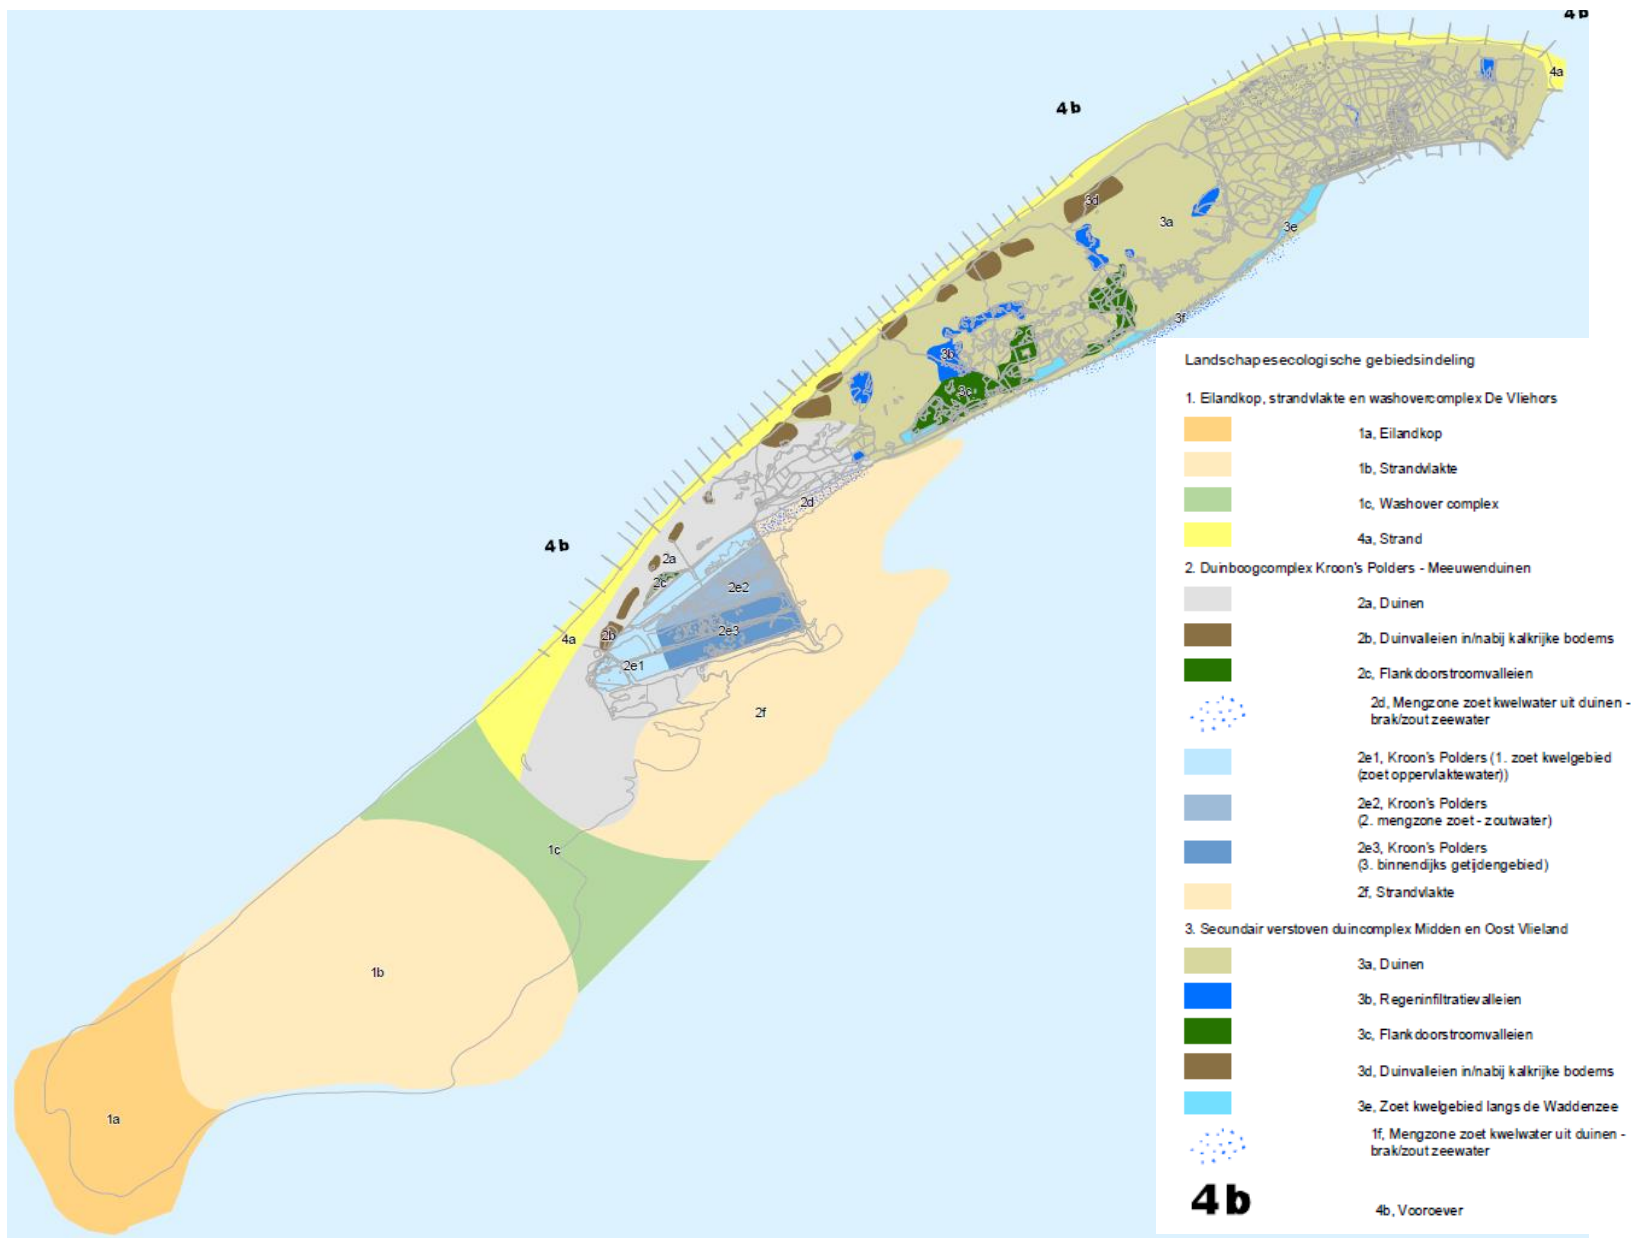 4b
4a
4b
3d
3a
3e
3f
3b
3c
2d
4b
2a
2c
2e2
2b
2e3
4a
2e1
2f
1c
1b
1a
Landschapesecologische gebiedsindeling
1. Eilandkop, strandvlakte en washovercomplex De Vliehors
1a, Eilandkop
1b, Strandvlakte
1c, Washover complex
4a, Strand
2. Duinboogcomplex Kroon's Polders - Meeuwenduinen
2a, Duinen
2b, Duinvalleien in/nabij kalkrijke bodems
2c, Flankdoorstroomvalleien
2d, Mengzone zoet kwelwater uit duinen -
brak/zout zeewater
2e1, Kroon's Polders (1. zoet kwelgebied
(zoet oppervlaktewater))
2e2, Kroon's Polders
(2. mengzone zoet - zoutwater)
2e3, Kroon's Polders
(3. binnendijks getijdengebied)
2f, Strandvlakte
3. Secundair verstoven duincomplex Midden en Oost Vlieland
3a, Duinen
3b, Regeninfiltratievalleien
3c, Flankdoorstroomvalleien
3d, Duinvalleien in/nabij kalkrijke bodems
3e, Zoet kwelgebied langs de Waddenzee
1f, Mengzone zoet kwelwater uit duinen -
brak/zout zeewater
4b
4b, Vooroever